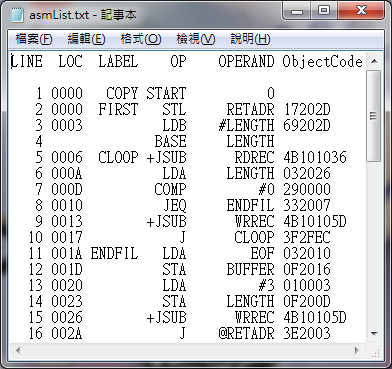 asmList.txt - 記事本
檔案(F) 編輯(E) 格式(O) 檢視(V) 說明(H)
LINE LOC LABEL OP OPERAND ObjectCode
1 0000 COPY START 0
2 0000 FIRST STL RETADR 17202D
3 0003 LDB #LENGTH 69202D
4 BASE LENGTH
5 0006 CLOOP +JSUB RDREC 4B101036
6 000A LDA LENGTH 032026
7 000D COMP #0 290000
8 0010 JEQ ENDFIL 332007
9 0013 +JSUB WRREC 4B10105D
10 0017 J CLOOP 3F2FEC
11 001A ENDFIL LDA EOF 032010
12 001D STA BUFFER 0F2016
13 0020 LDA #3 010003
14 0023 STA LENGTH 0F200D
15 0026 +JSUB WRREC 4B10105D
16 002A J @RETADR 3E2003